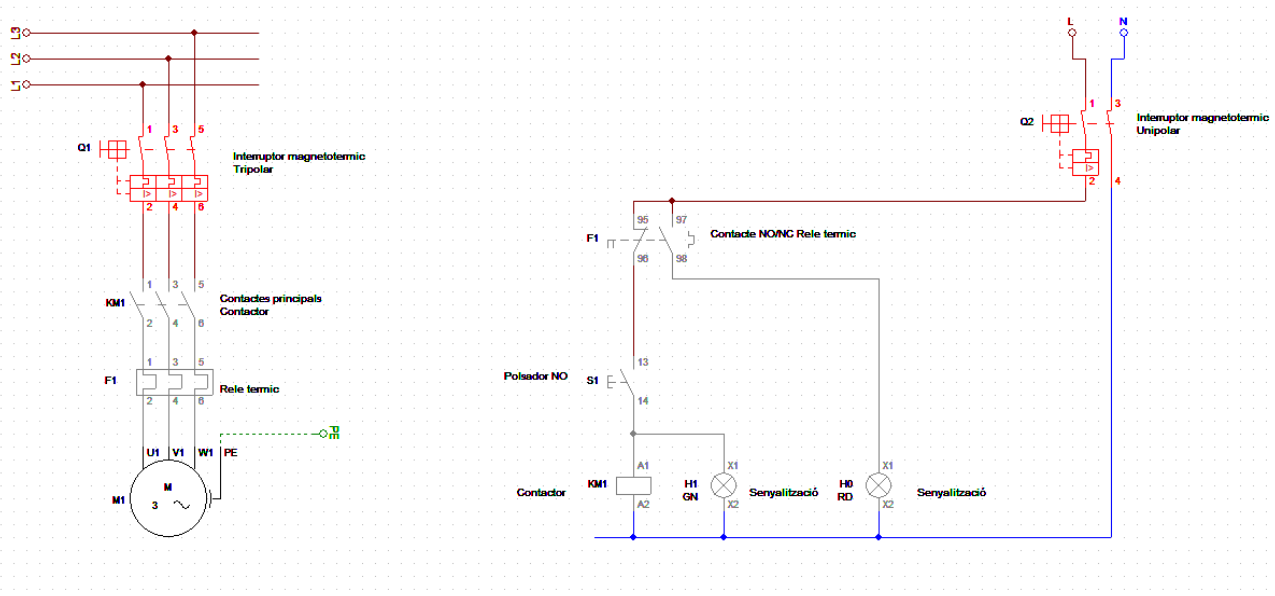 L3
L2
L1
1 3 5
Q1
Interruptor magnetotermic
Tripolar
I> I> I>
2 4 6
1 3 5
KM1
Contactes principals
Contactor
2 4 6
1 3 5
F1
Rele termic
2 4 6
PE
U1 V1 W1 PE
M1
M
3
L N
1 3
Q2
Interruptor magnetotermic
Unipolar
I>
2 4
95 97
F1
Contacte NO/NC Rele termic
96 98
13
Polsador NO
S1
14
A1 X1 X1
Contactor
KM1
H1
GN
Senyalització
H0
RD
Senyalització
A2 X2 X2